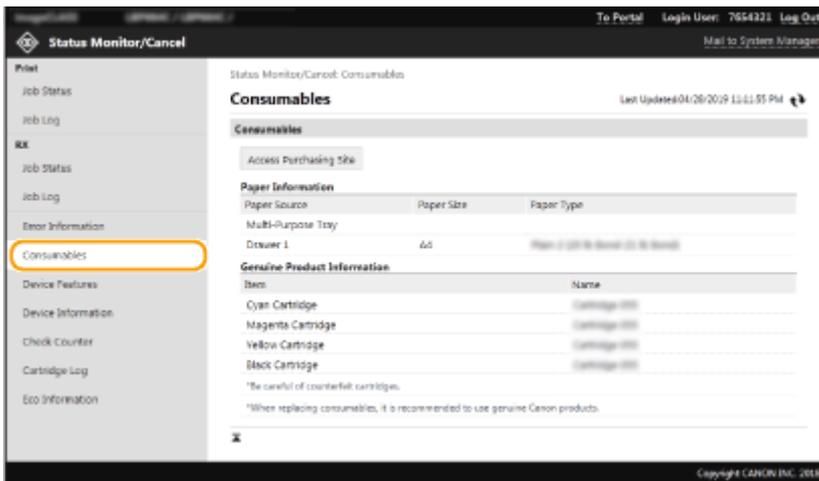 To Portal Login User: 7654321 Log Out
Status Monitor/Cancel
Mail to System Manager
Print
Job Status
Job Log
RX
Job Status
Job Log
Error Information
Consumables
Device Features
Device Information
Check Counter
Cartridge Log
Eco Information
Status Monitor/Cancel: Consumables
Consumables
Last Updated:04/28/2019 11:11:55 PM
Consumables
Access Purchasing Site
Paper Information
Paper Source Paper Size Paper Type
Multi-Purpose Tray
Drawer 1 A4
Genuine Product Information
Item Name
Cyan Cartridge
Magenta Cartridge
Yellow Cartridge
Black Cartridge
*Be careful of counterfeit cartridges.
*When replacing consumables, it is recommended to use genuine Canon products.
Copyright CANON INC. 2018